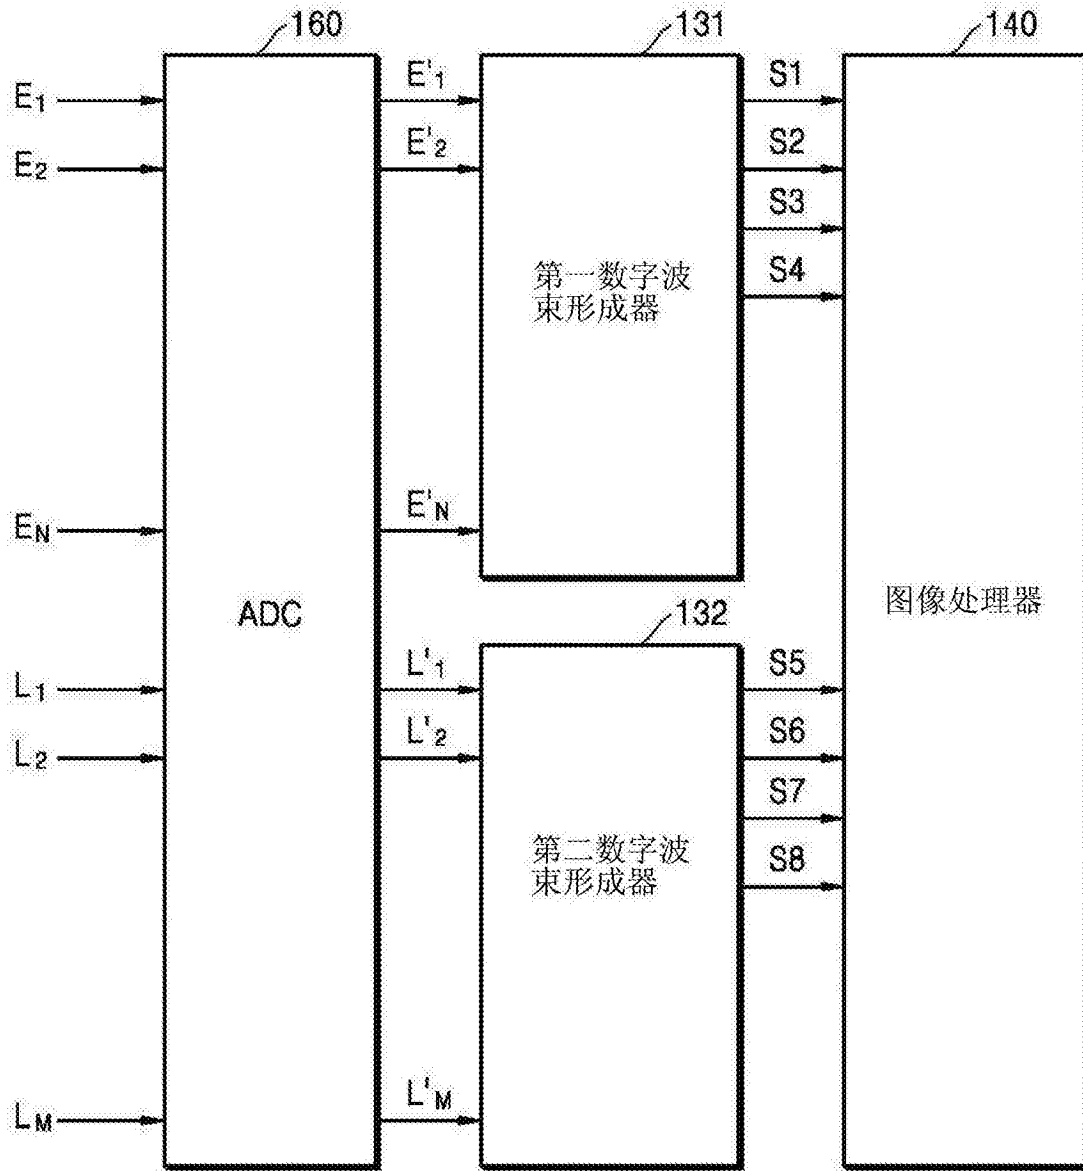 160
131
140
E1
E2
EN
L1
L2
LM
ADC
E'1
E'2
E'N
L'1
L'2
L'M
第一数字波
束形成器
132
第二数字波
束形成器
S1
S2
S3
S4
S5
S6
S7
S8
图像处理器